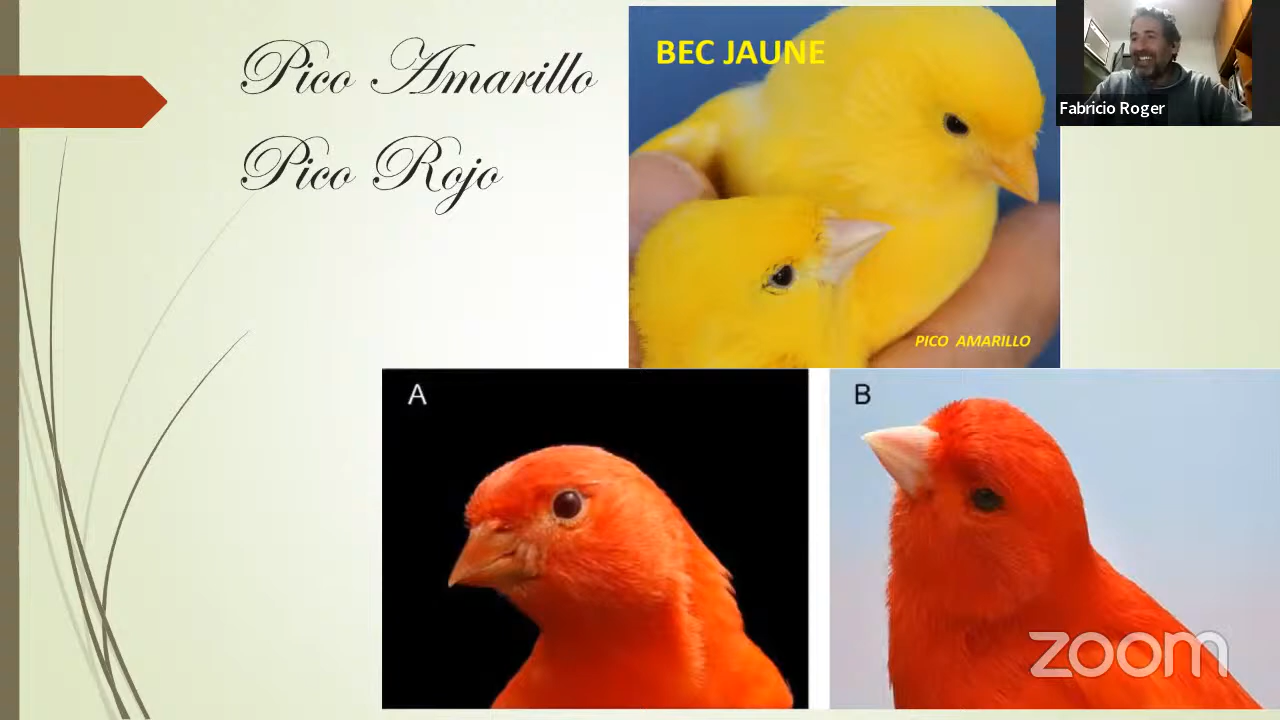 Pico Amarillo
Pico Rojo
BEC JAUNE
PICO AMARILLO
Fabricio Roger
A
B
zoom